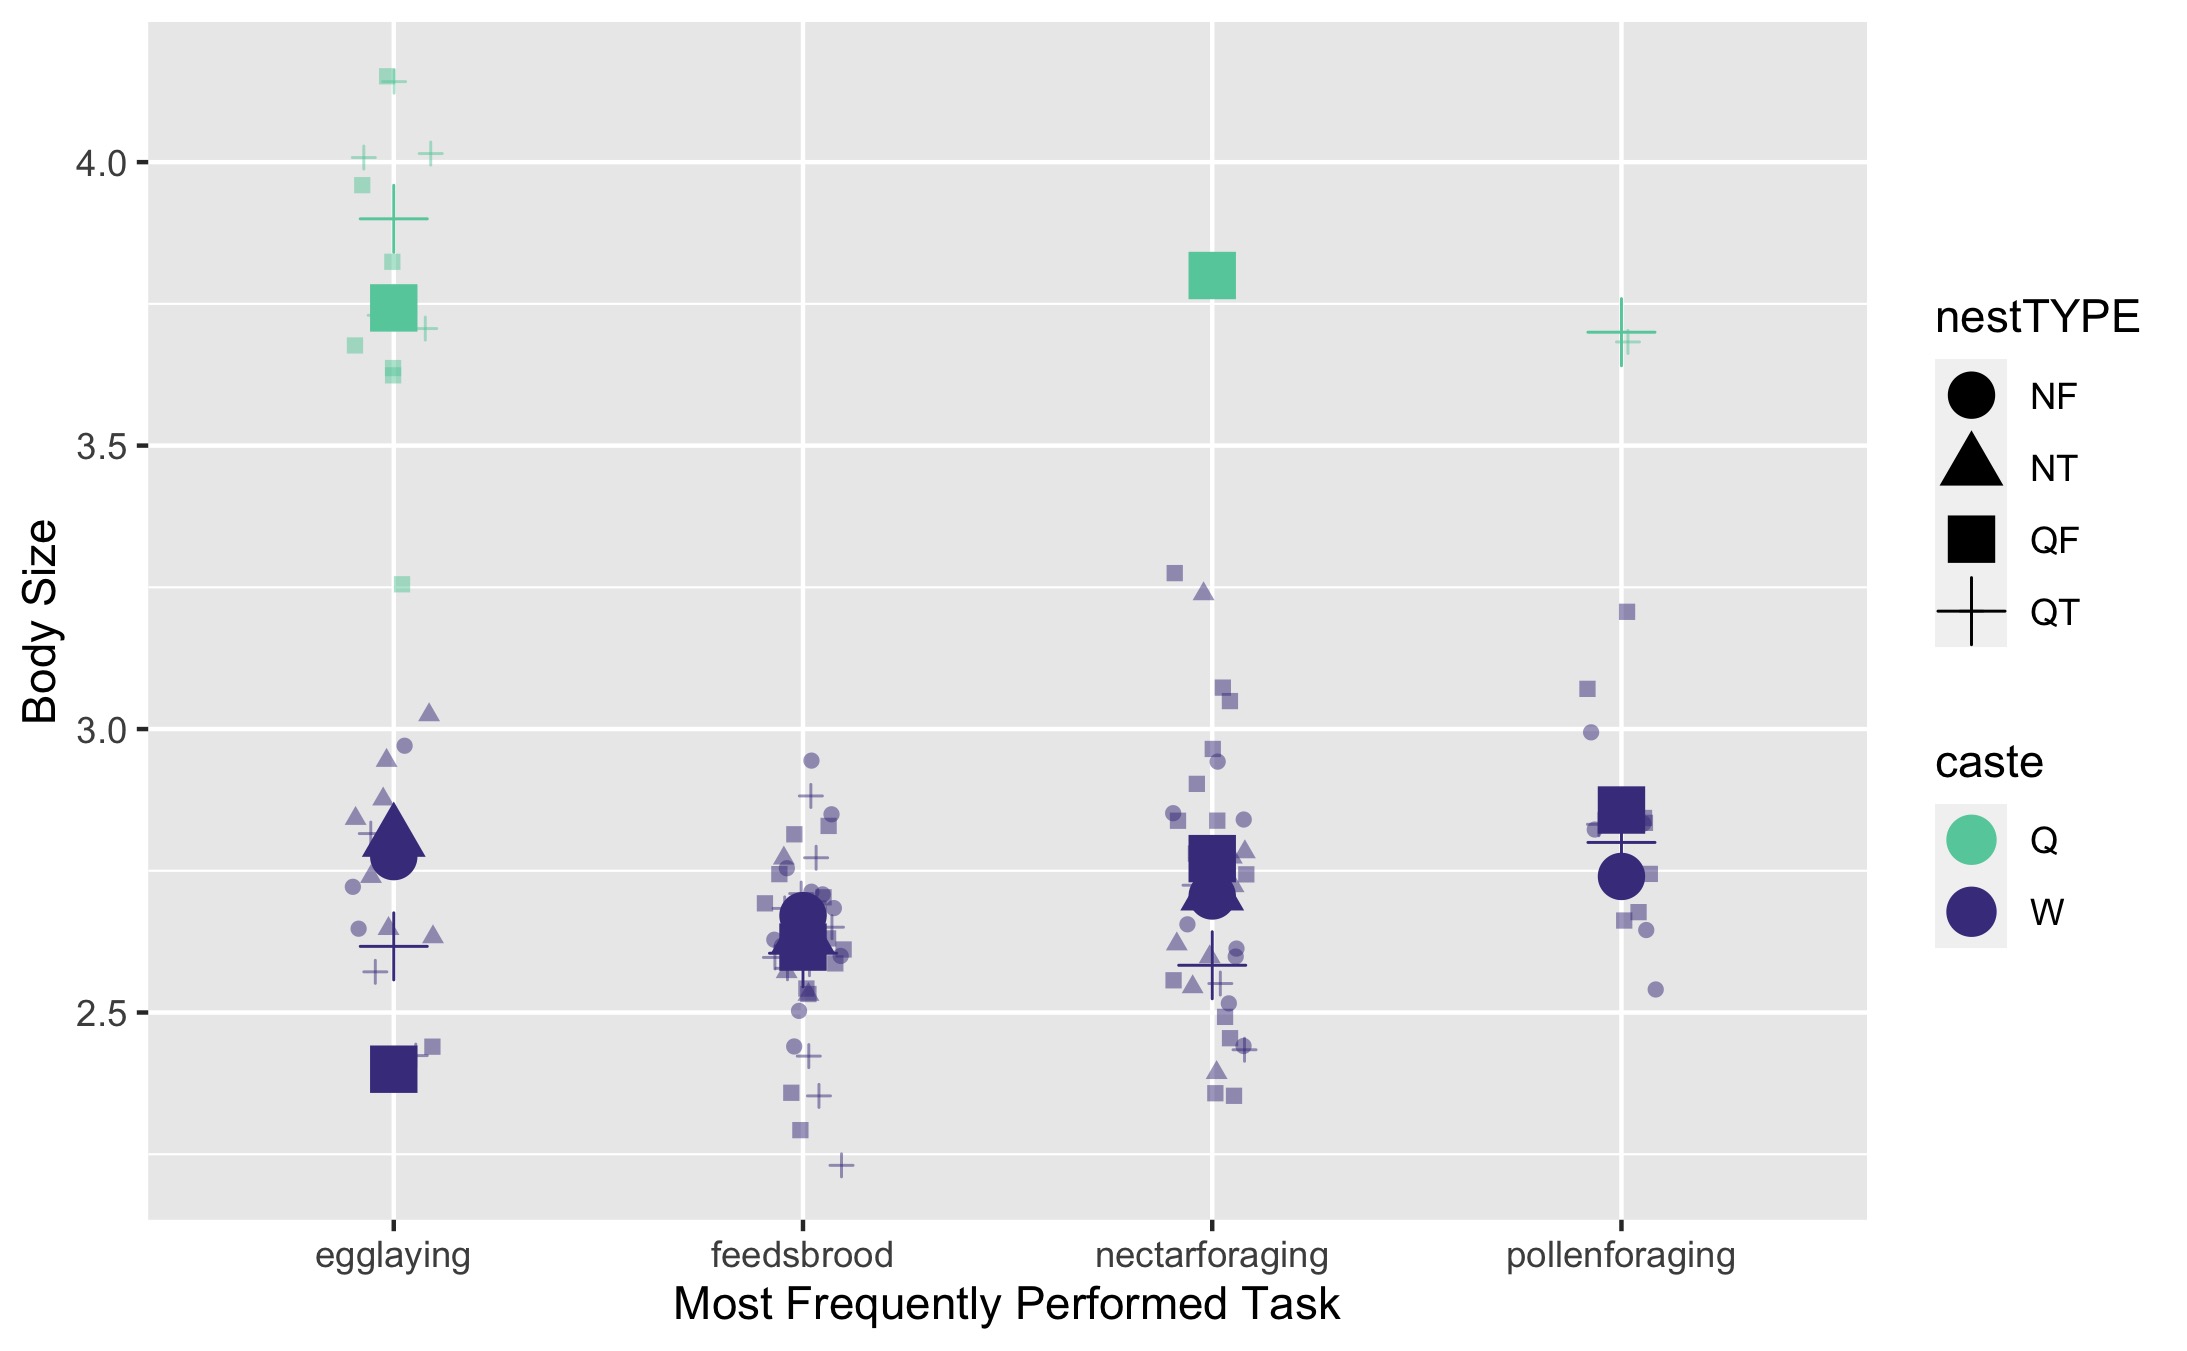 4.0
3.5
3.0
2.5
Body Size
egglaying
feedsbrood
nectarforaging
pollenforaging
Most Frequently Performed Task
nestTYPE
NF
NT
QF
QT
caste
Q
W